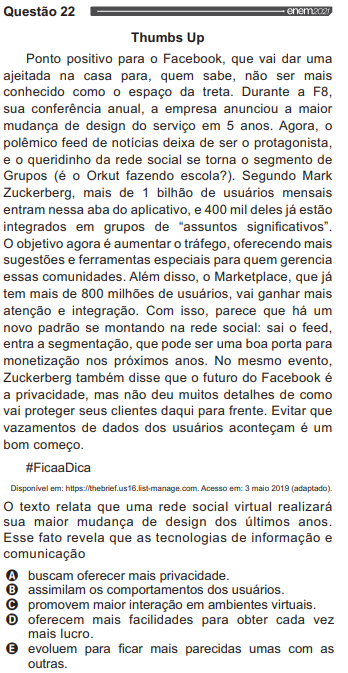 Questão 22
enem2021
Thumbs Up
Ponto positivo para o Facebook, que vai dar uma
ajeitada na casa para, quem sabe, não ser mais
conhecido como o espaço da treta. Durante a F8,
sua conferência anual, a empresa anunciou a maior
mudança de design do serviço em 5 anos. Agora, o
polêmico feed de notícias deixa de ser o protagonista,
e o queridinho da rede social se torna o segmento de
Grupos (é o Orkut fazendo escola?). Segundo Mark
Zuckerberg, mais de 1 bilhão de usuários mensais
entram nessa aba do aplicativo, e 400 mil deles já estão
integrados em grupos de “assuntos significativos”.
O objetivo agora é aumentar o tráfego, oferecendo mais
sugestões e ferramentas especiais para quem gerencia
essas comunidades. Além disso, o Marketplace, que já
tem mais de 800 milhões de usuários, vai ganhar mais
atenção e integração. Com isso, parece que há um
novo padrão se montando na rede social: sai o feed,
entra a segmentação, que pode ser uma boa porta para
monetização nos próximos anos. No mesmo evento,
Zuckerberg também disse que o futuro do Facebook é
a privacidade, mas não deu muitos detalhes de como
vai proteger seus clientes daqui para frente. Evitar que
vazamentos de dados dos usuários aconteçam é um
bom começo.
#FicaaDica
Disponível em: https://thebrief.us16.list-manage.com. Acesso em: 3 maio 2019 (adaptado).
O texto relata que uma rede social virtual realizará
sua maior mudança de design dos últimos anos.
Esse fato revela que as tecnologias de informação e
comunicação
A buscam oferecer mais privacidade.
B assimilam os comportamentos dos usuários.
C promovem maior interação em ambientes virtuais.
D oferecem mais facilidades para obter cada vez
mais lucro.
E evoluem para ficar mais parecidas umas com as
outras.